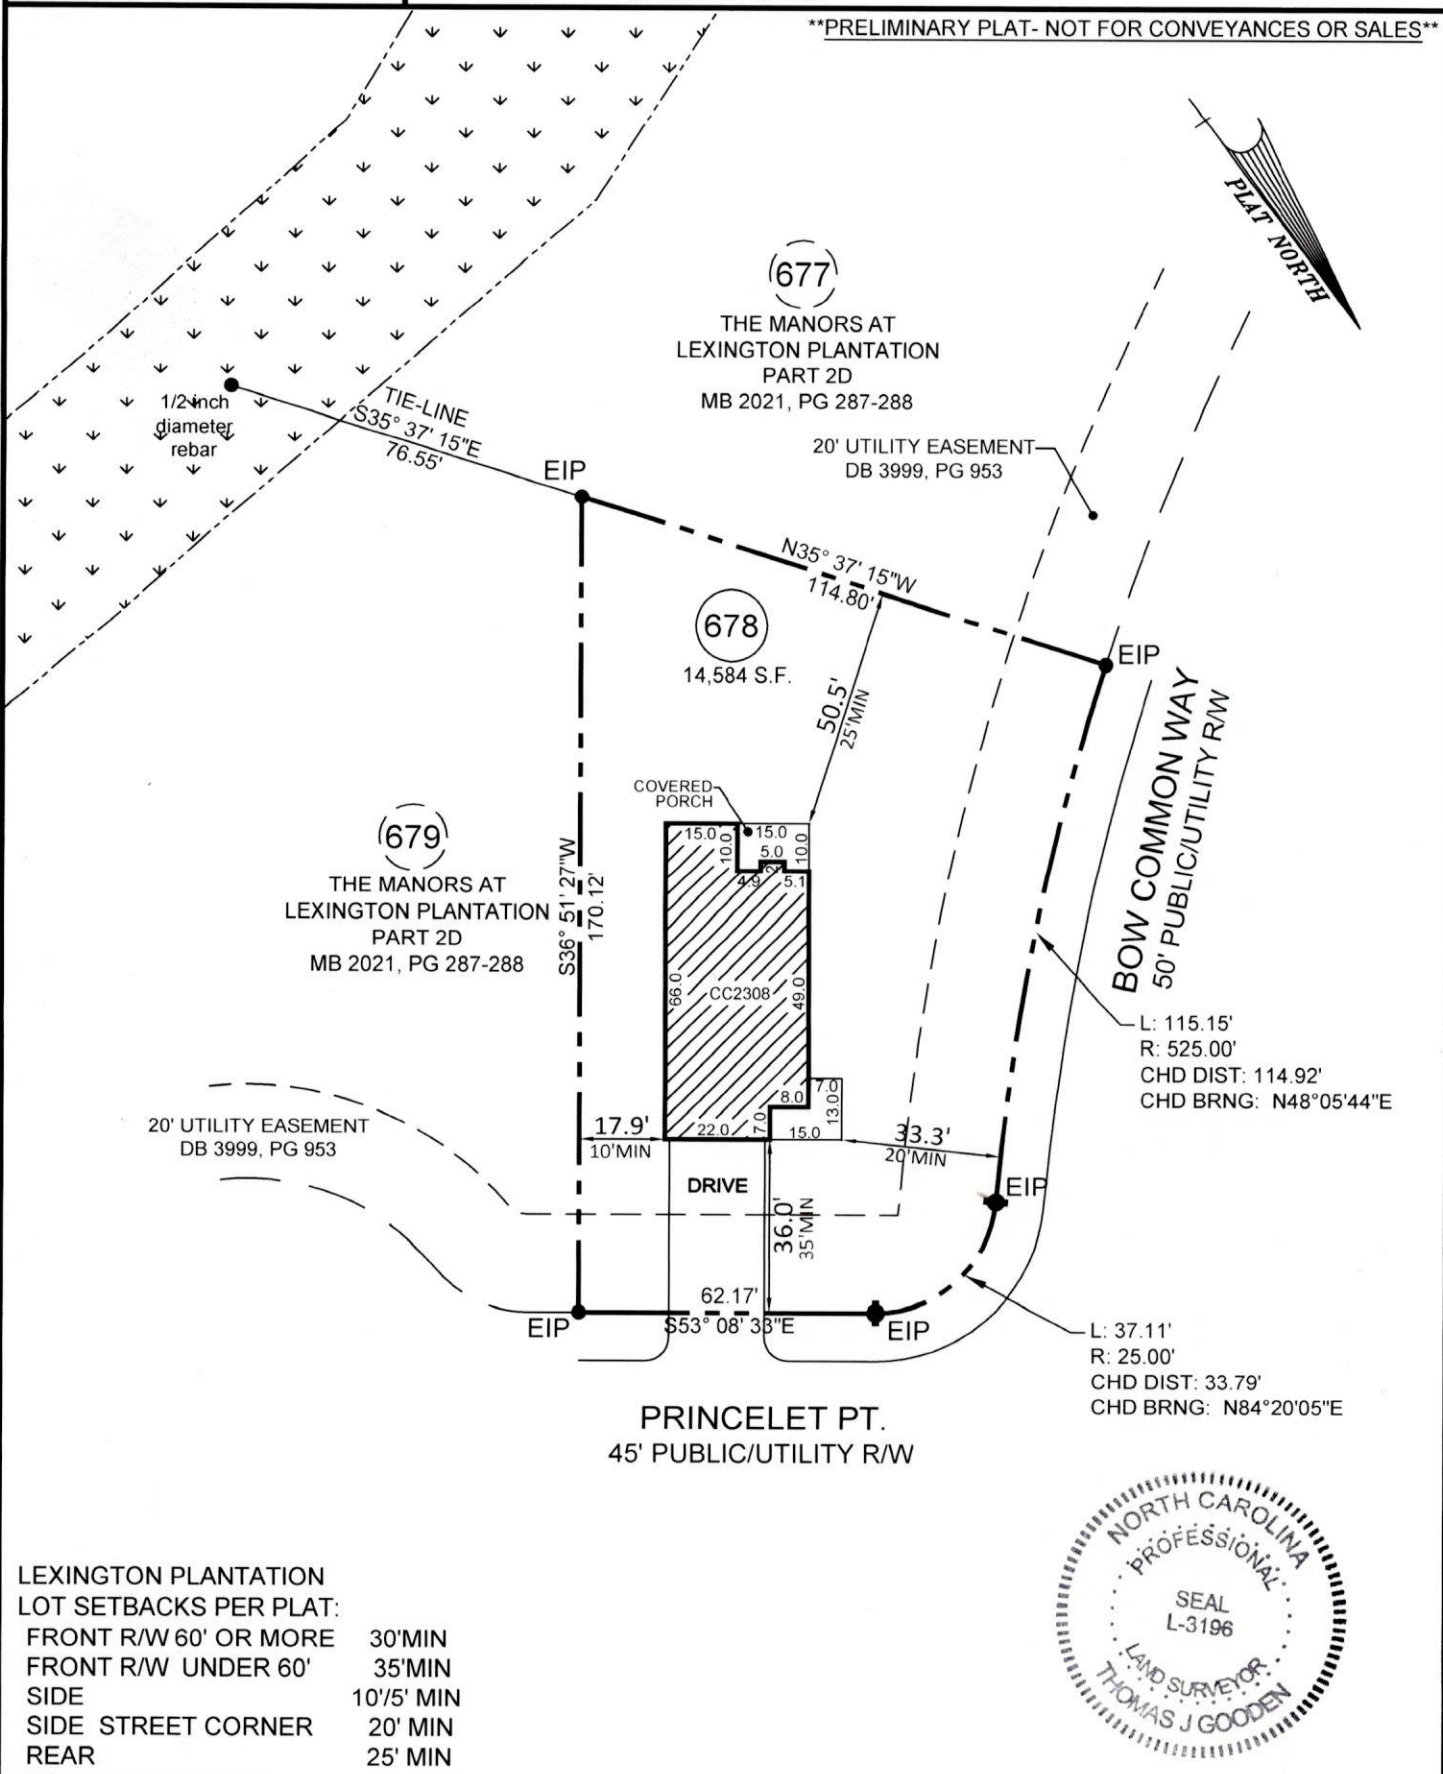 **PRELIMINARY PLAT- NOT FOR CONVEYANCES OR SALES**
PLAT NORTH
677
THE MANORS AT
LEXINGTON PLANTATION
PART 2D
MB 2021, PG 287-288
1/2 inch
diameter
rebar
TIE-LINE
S35° 37' 15"E
76.55'
EIP
20' UTILITY EASEMENT
DB 3999, PG 953
N35° 37' 15"W
114.80'
678
14,584 S.F.
EIP
50.5'
25'MIN
BOW COMMON WAY
50' PUBLIC/UTILITY R/W
COVERED
PORCH
679
THE MANORS AT
LEXINGTON PLANTATION
PART 2D
MB 2021, PG 287-288
S36° 51' 27"W
170.12'
15.0
10.0
15.0
10.0
5.0
2
4.9
5.1
66.0
CC2308
49.0
L: 115.15'
R: 525.00'
CHD DIST: 114.92'
CHD BRNG: N48°05'44"E
7.0
8.0
13.0
22.0
7.0
15.0
20' UTILITY EASEMENT
DB 3999, PG 953
17.9'
10'MIN
33.3'
20'MIN
DRIVE
36.0'
35'MIN
EIP
62.17'
S53° 08' 33"E
EIP
EIP
L: 37.11'
R: 25.00'
CHD DIST: 33.79'
CHD BRNG: N84°20'05"E
PRINCELET PT.
45' PUBLIC/UTILITY R/W
NORTH CAROLINA
PROFESSIONAL
SEAL
L-3196
LAND SURVEYOR
THOMAS J GOODEN
LEXINGTON PLANTATION
LOT SETBACKS PER PLAT:
FRONT R/W 60' OR MORE 30'MIN
FRONT R/W UNDER 60' 35'MIN
SIDE 10'/5' MIN
SIDE STREET CORNER 20' MIN
REAR 25' MIN